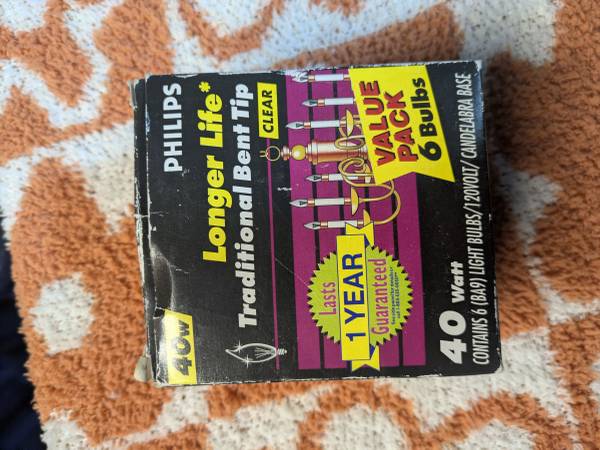 PHILIPS
Longer Life*
Traditional Bent Tip
CLEAR
40W
VALUE
PACK
6 Bulbs
Lasts
1 YEAR
Guaranteed
40 Watt
CONTAINS 6 (BA9) LIGHT BULBS/120VOLT/CANDELABRA BASE